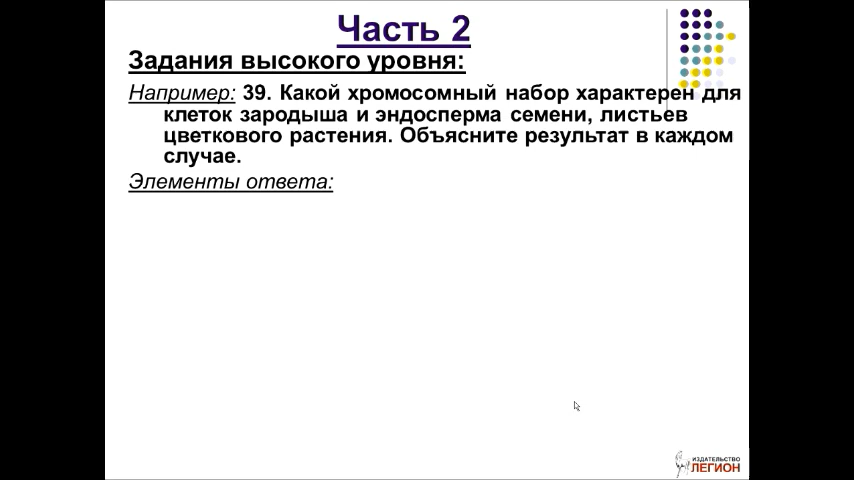 Часть 2
Задания высокого уровня:
Например: 39. Какой хромосомный набор характерен для
клеток зародыша и эндосперма семени, листьев
цветкового растения. Объясните результат в каждом
случае.
Элементы ответа:
ИЗДАТЕЛЬСТВО
ЛЕГИОН